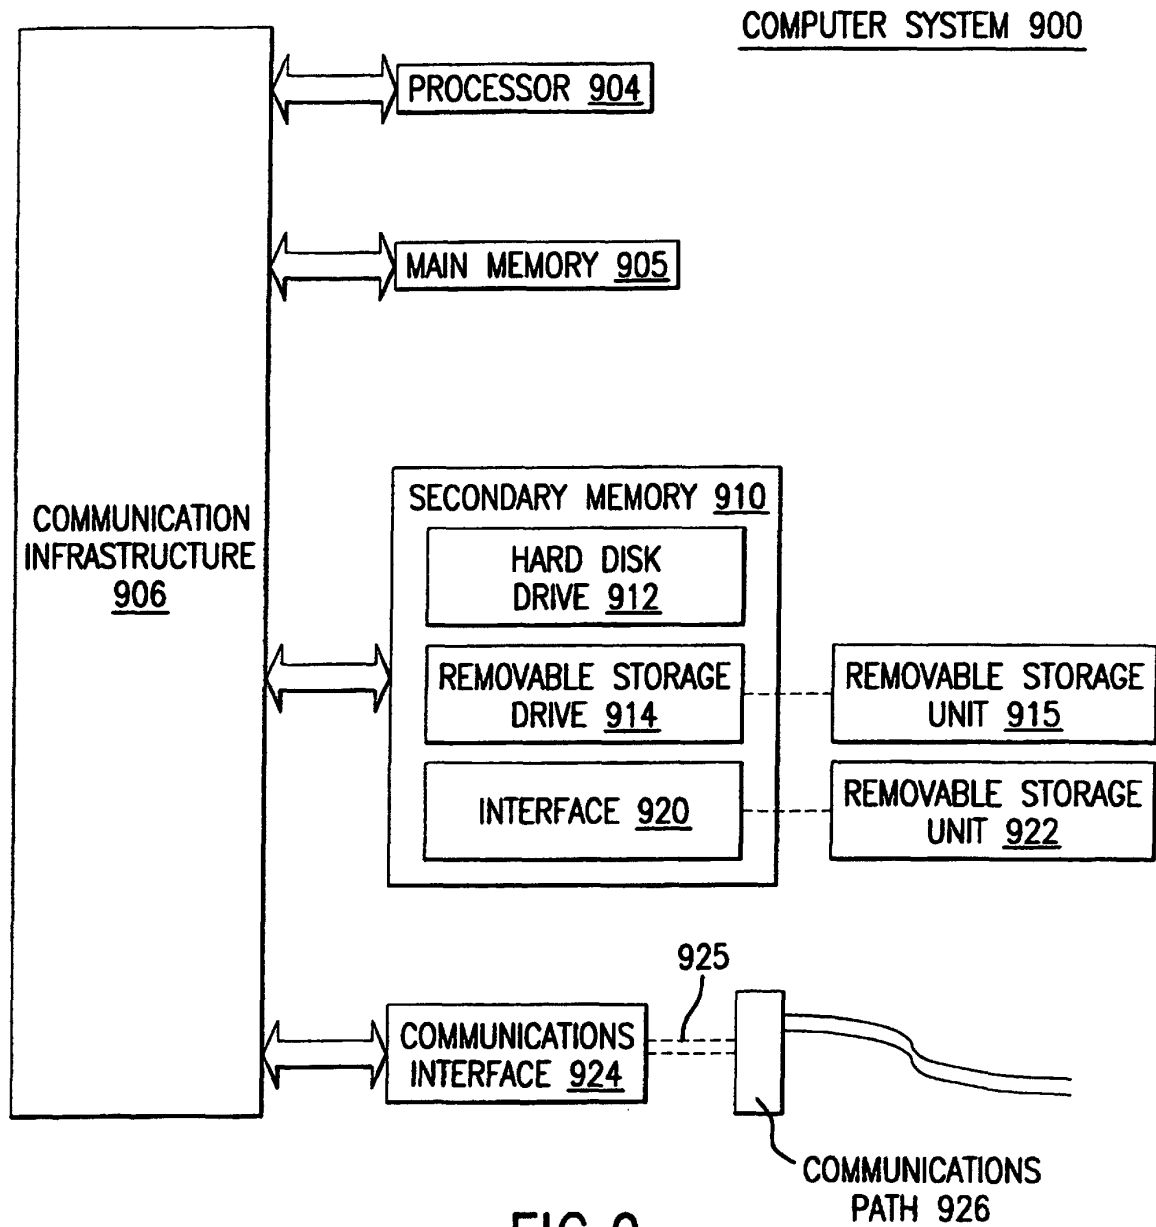 COMPUTER SYSTEM 900
PROCESSOR 904
MAIN MEMORY 905
COMMUNICATION
INFRASTRUCTURE
906
SECONDARY MEMORY 910
HARD DISK
DRIVE 912
REMOVABLE STORAGE
DRIVE 914
REMOVABLE STORAGE
UNIT 915
INTERFACE 920
REMOVABLE STORAGE
UNIT 922
925
COMMUNICATIONS
INTERFACE 924
COMMUNICATIONS
PATH 926